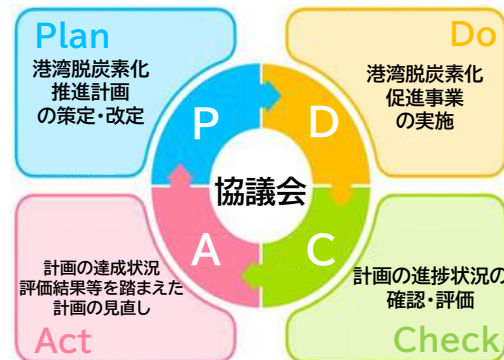 Plan
港湾脱炭素化
推進計画
の策定・改定
Do
港湾脱炭素化
促進事業
の実施
P
D
協議会
A
C
計画の達成状況
評価結果等を踏まえた
計画の見直し
Act
計画の進捗状況の
確認・評価
Check